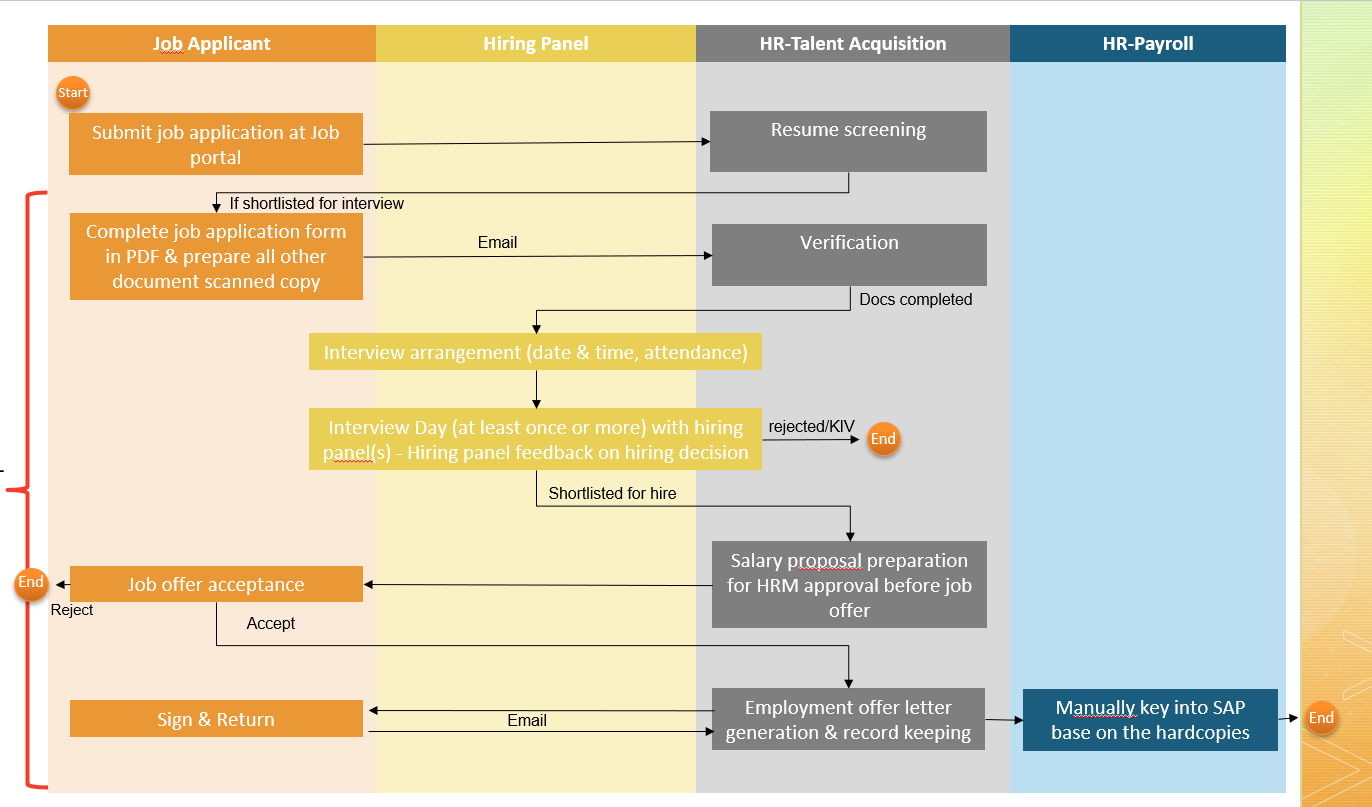 Job Applicant
Hiring Panel
HR-Talent Acquisition
HR-Payroll
Start
Submit job application at Job
portal
Resume screening
If shortlisted for interview
Complete job application form
in PDF & prepare all other
document scanned copy
Email
Verification
Docs completed
Interview arrangement (date & time, attendance)
Interview Day (at least once or more) with hiring
panel(s) - Hiring panel feedback on hiring decision
rejected/KIV
End
Shortlisted for hire
Salary proposal preparation
for HRM approval before job
offer
Job offer acceptance
End
Reject
Accept
Employment offer letter
generation & record keeping
Sign & Return
Email
Manually key into SAP
base on the hardcopies
End